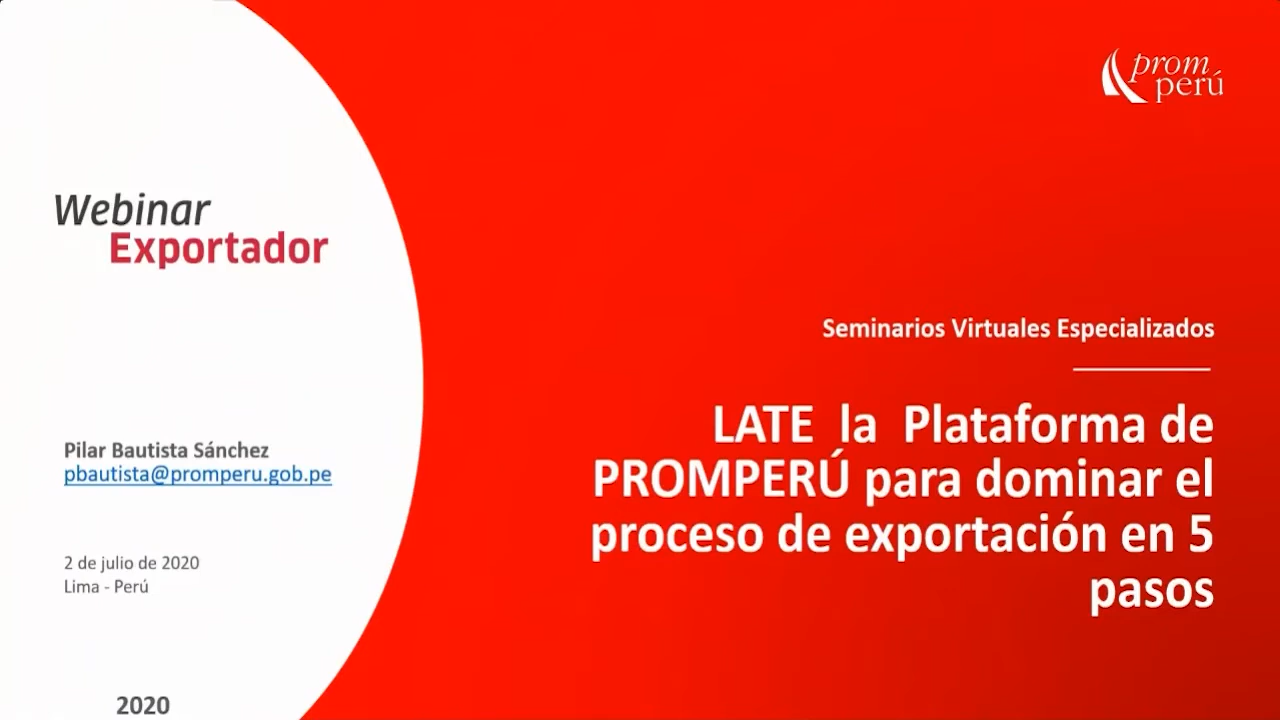 prom
perú
Webinar
Exportador
Seminarios Virtuales Especializados
LATE la Plataforma de
PROMPERÚ para dominar el
proceso de exportación en 5
pasos
Pilar Bautista Sánchez
pbautista@promperu.gob.pe
2 de julio de 2020
Lima - Perú
2020